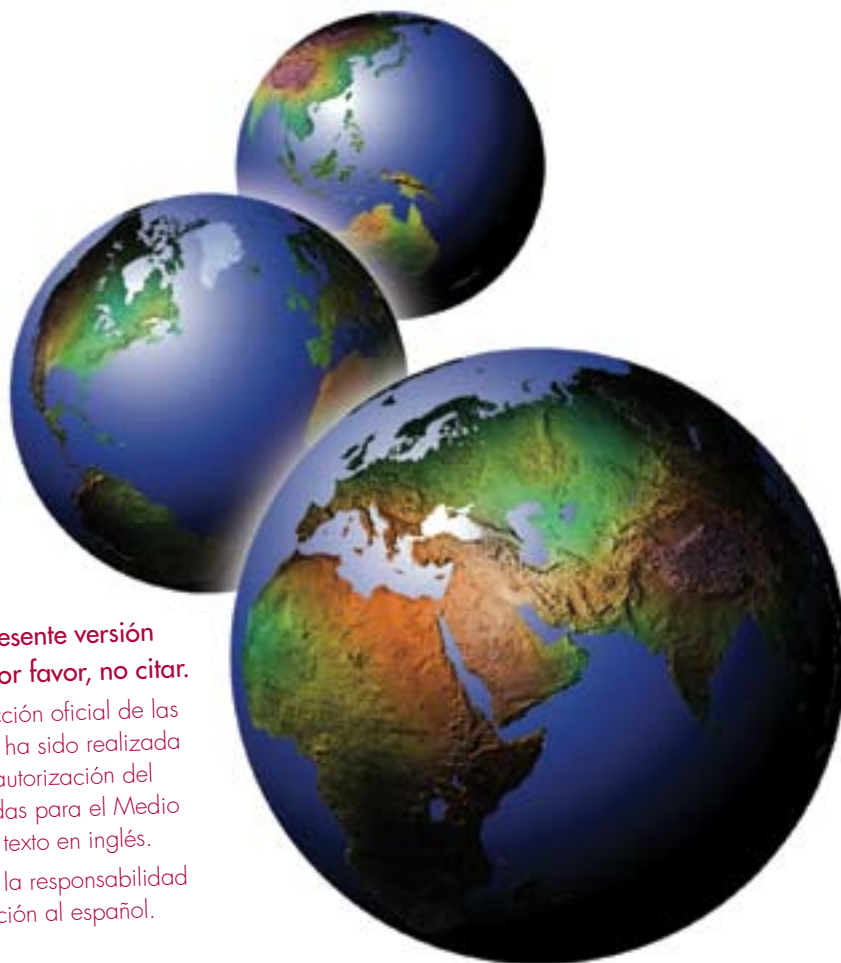 esente versión
or favor, no citar.
cción oficial de las
ha sido realizada
autorización del
das para el Medio
texto en inglés.
la responsabilidad
ción al español.